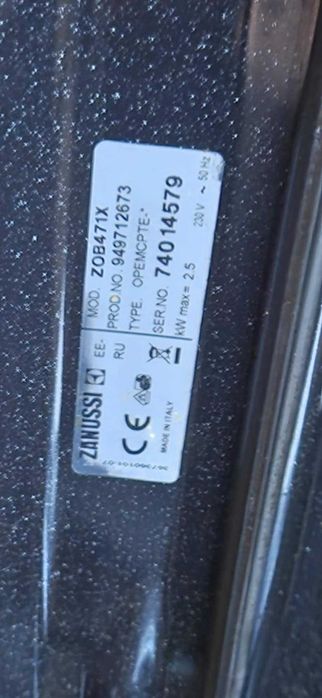 ZANUSSI
EE-
RU
CE
MADE IN ITALY
MOD. ZOB471X
PROD.NO. 949712673
TYPE. OPEMCPTE-*
SER.NO. 74014579
kW max= 2.5
230 V ~ 50 Hz